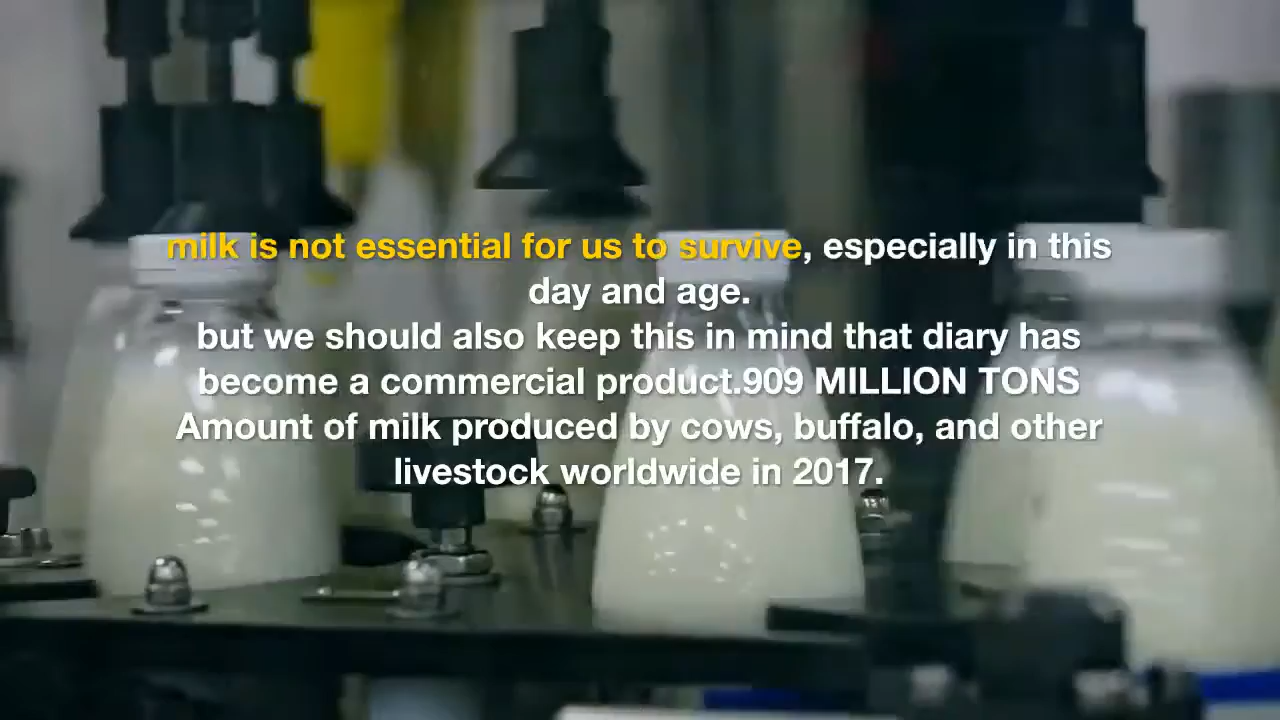 milk is not essential for us to survive, especially in this
day and age.
but we should also keep this in mind that diary has
become a commercial product.909 MILLION TONS
Amount of milk produced by cows, buffalo, and other
livestock worldwide in 2017.